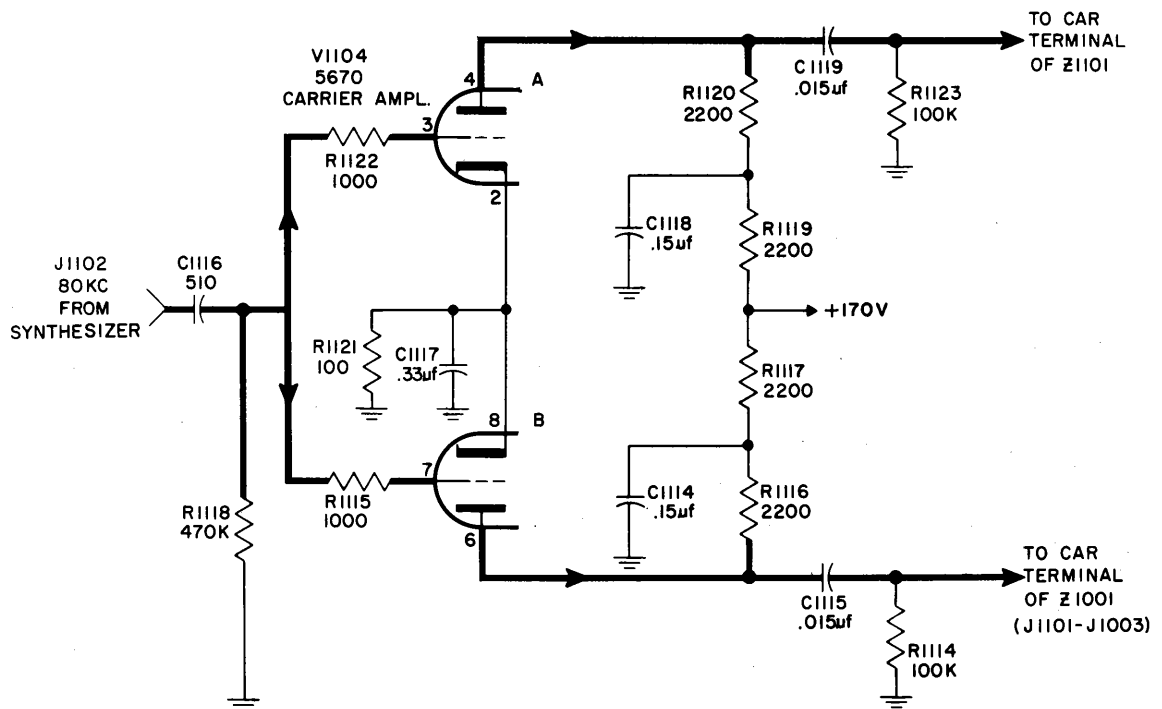 V1104
5670
CARRIER AMPL.
4
A
3
2
R1122
1000
J1102
80KC
FROM
SYNTHESIZER
C1116
510
R1121
100
C1117
.33uf
8
B
7
6
R1115
1000
R1118
470K
R1120
2200
C1119
.015uf
R1123
100K
TO CAR
TERMINAL
OF Z1101
C1118
.15uf
R1119
2200
+170V
R1117
2200
C1114
.15uf
R1116
2200
C1115
.015uf
R1114
100K
TO CAR
TERMINAL
OF Z1001
(J1101-J1003)